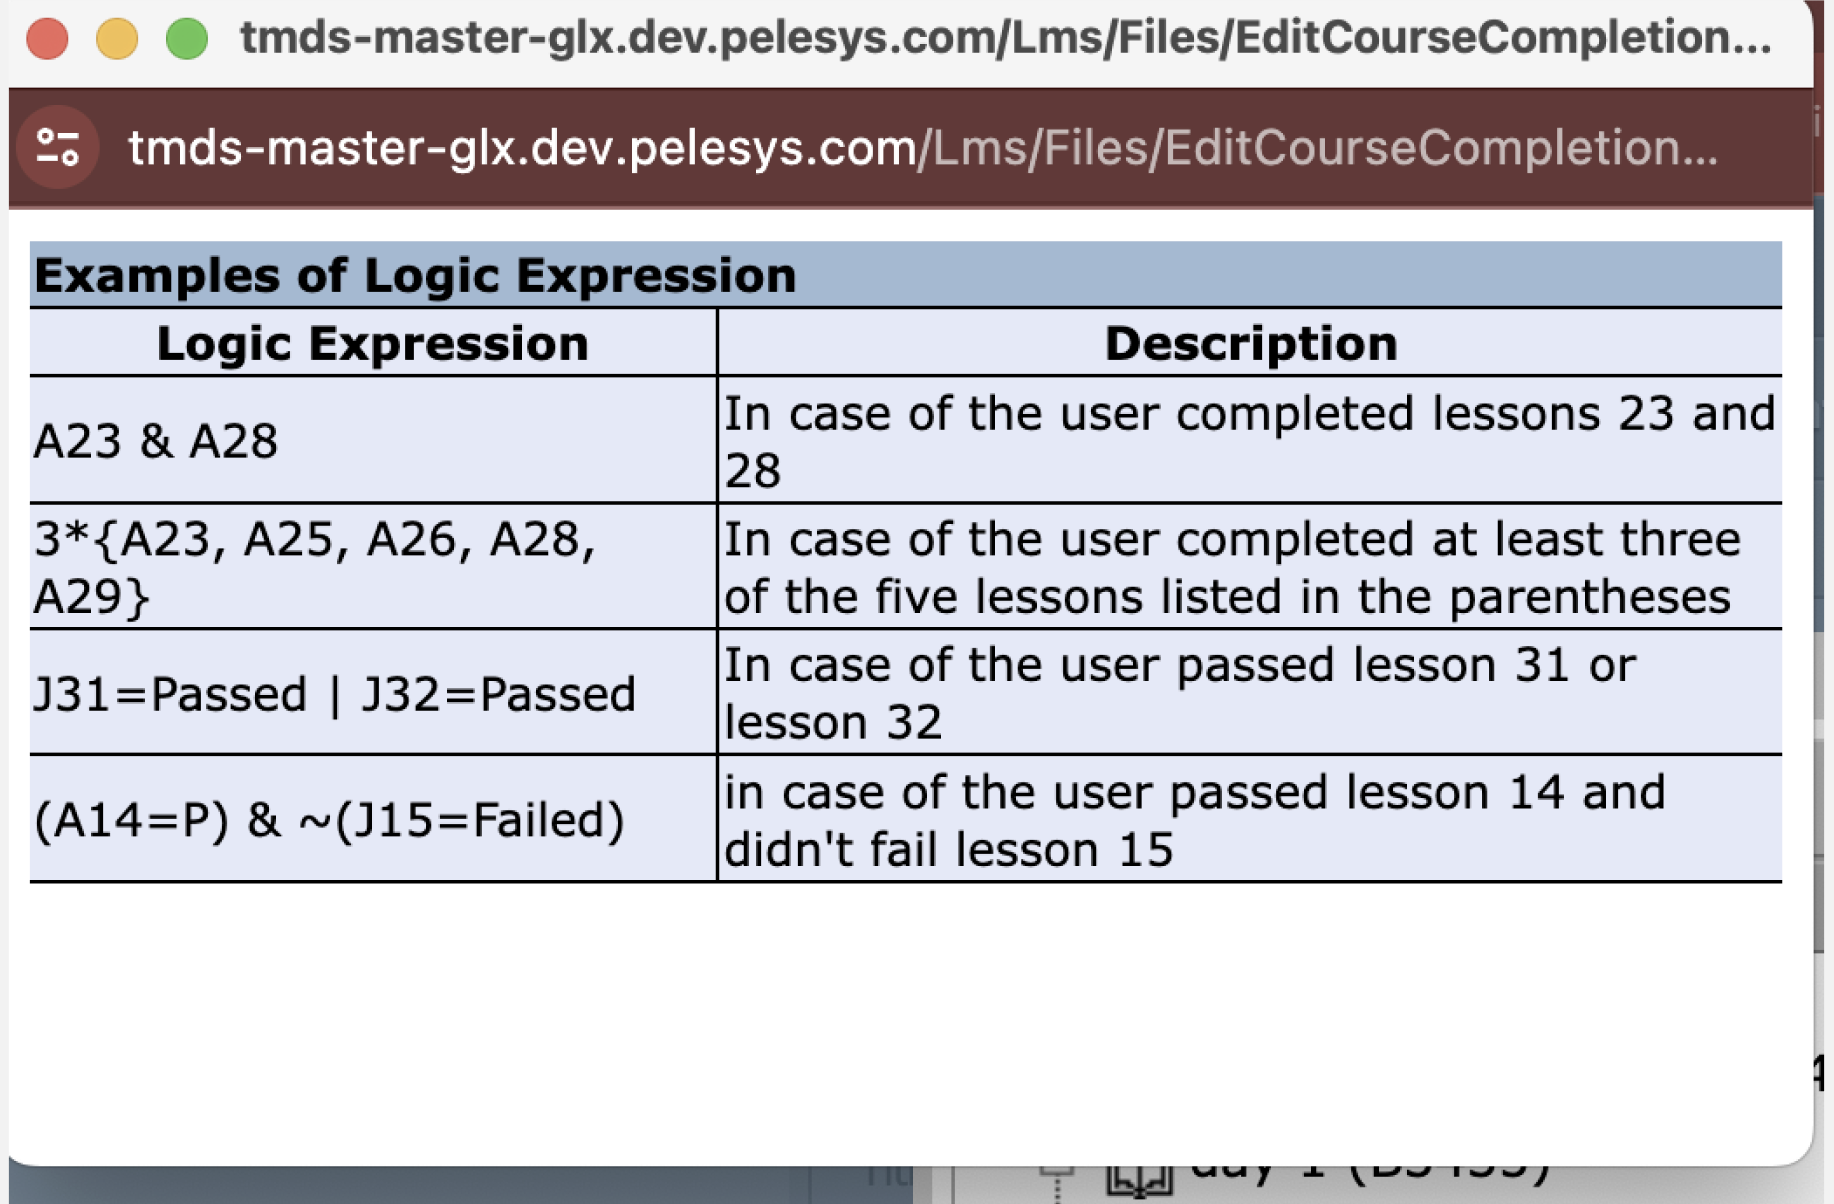 tmds-master-glx.dev.pelesys.com/Lms/Files/EditCourseCompletion...
tmds-master-glx.dev.pelesys.com/Lms/Files/EditCourseCompletion...
Examples of Logic Expression
Logic Expression
Description
A23 & A28
In case of the user completed lessons 23 and
28
3*{A23, A25, A26, A28,
A29}
In case of the user completed at least three
of the five lessons listed in the parentheses
J31=Passed | J32=Passed
In case of the user passed lesson 31 or
lesson 32
(A14=P) & ~(J15=Failed)
in case of the user passed lesson 14 and
didn't fail lesson 15
day 1